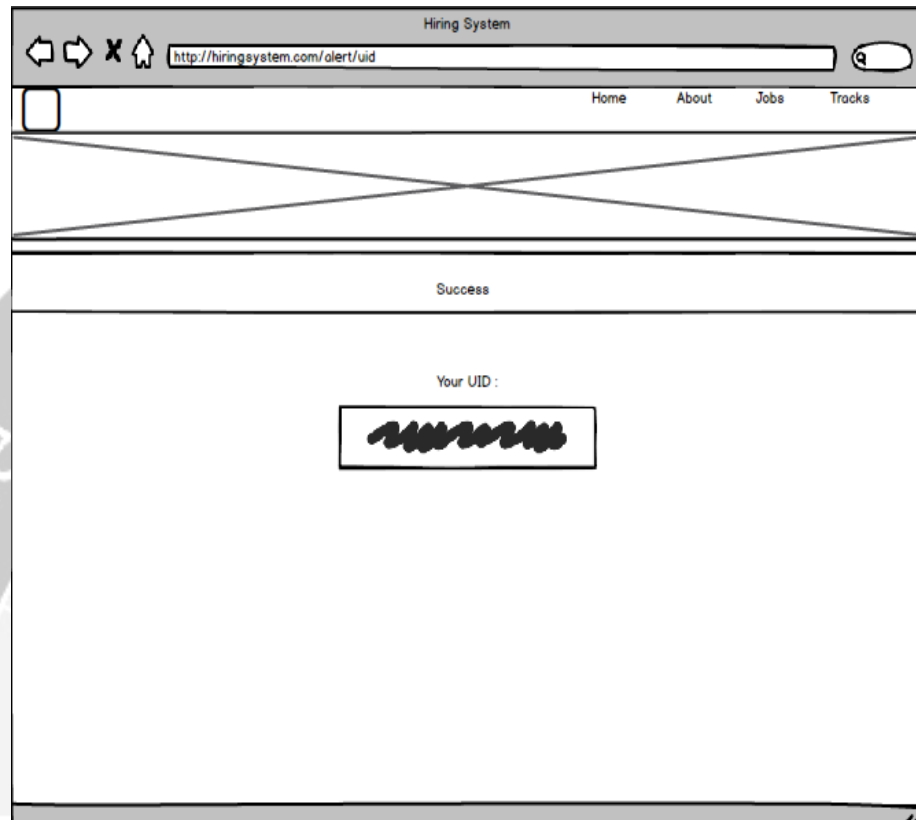 Hiring System
http://hiringsystem.com/alert/uid
Home About Jobs Tracks
Success
Your UID :